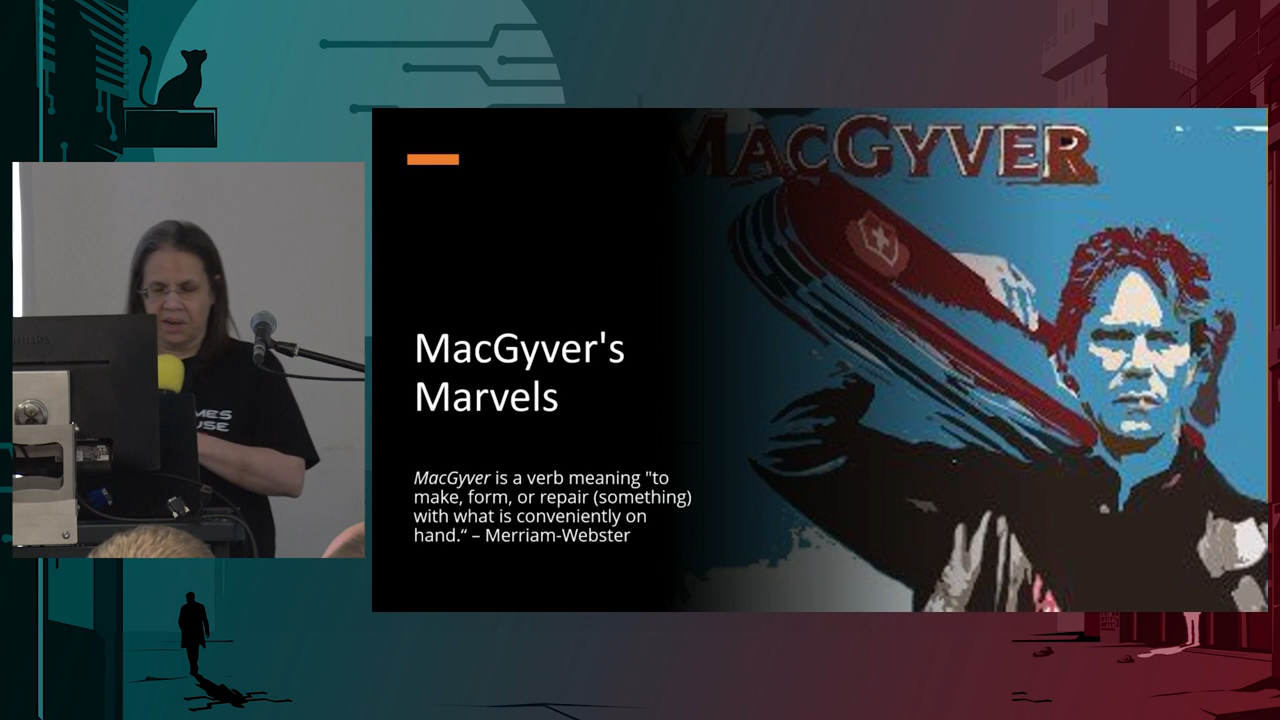 MACGYVER
MacGyver's
Marvels
MacGyver is a verb meaning "to
make, form, or repair (something)
with what is conveniently on
hand.“ – Merriam-Webster